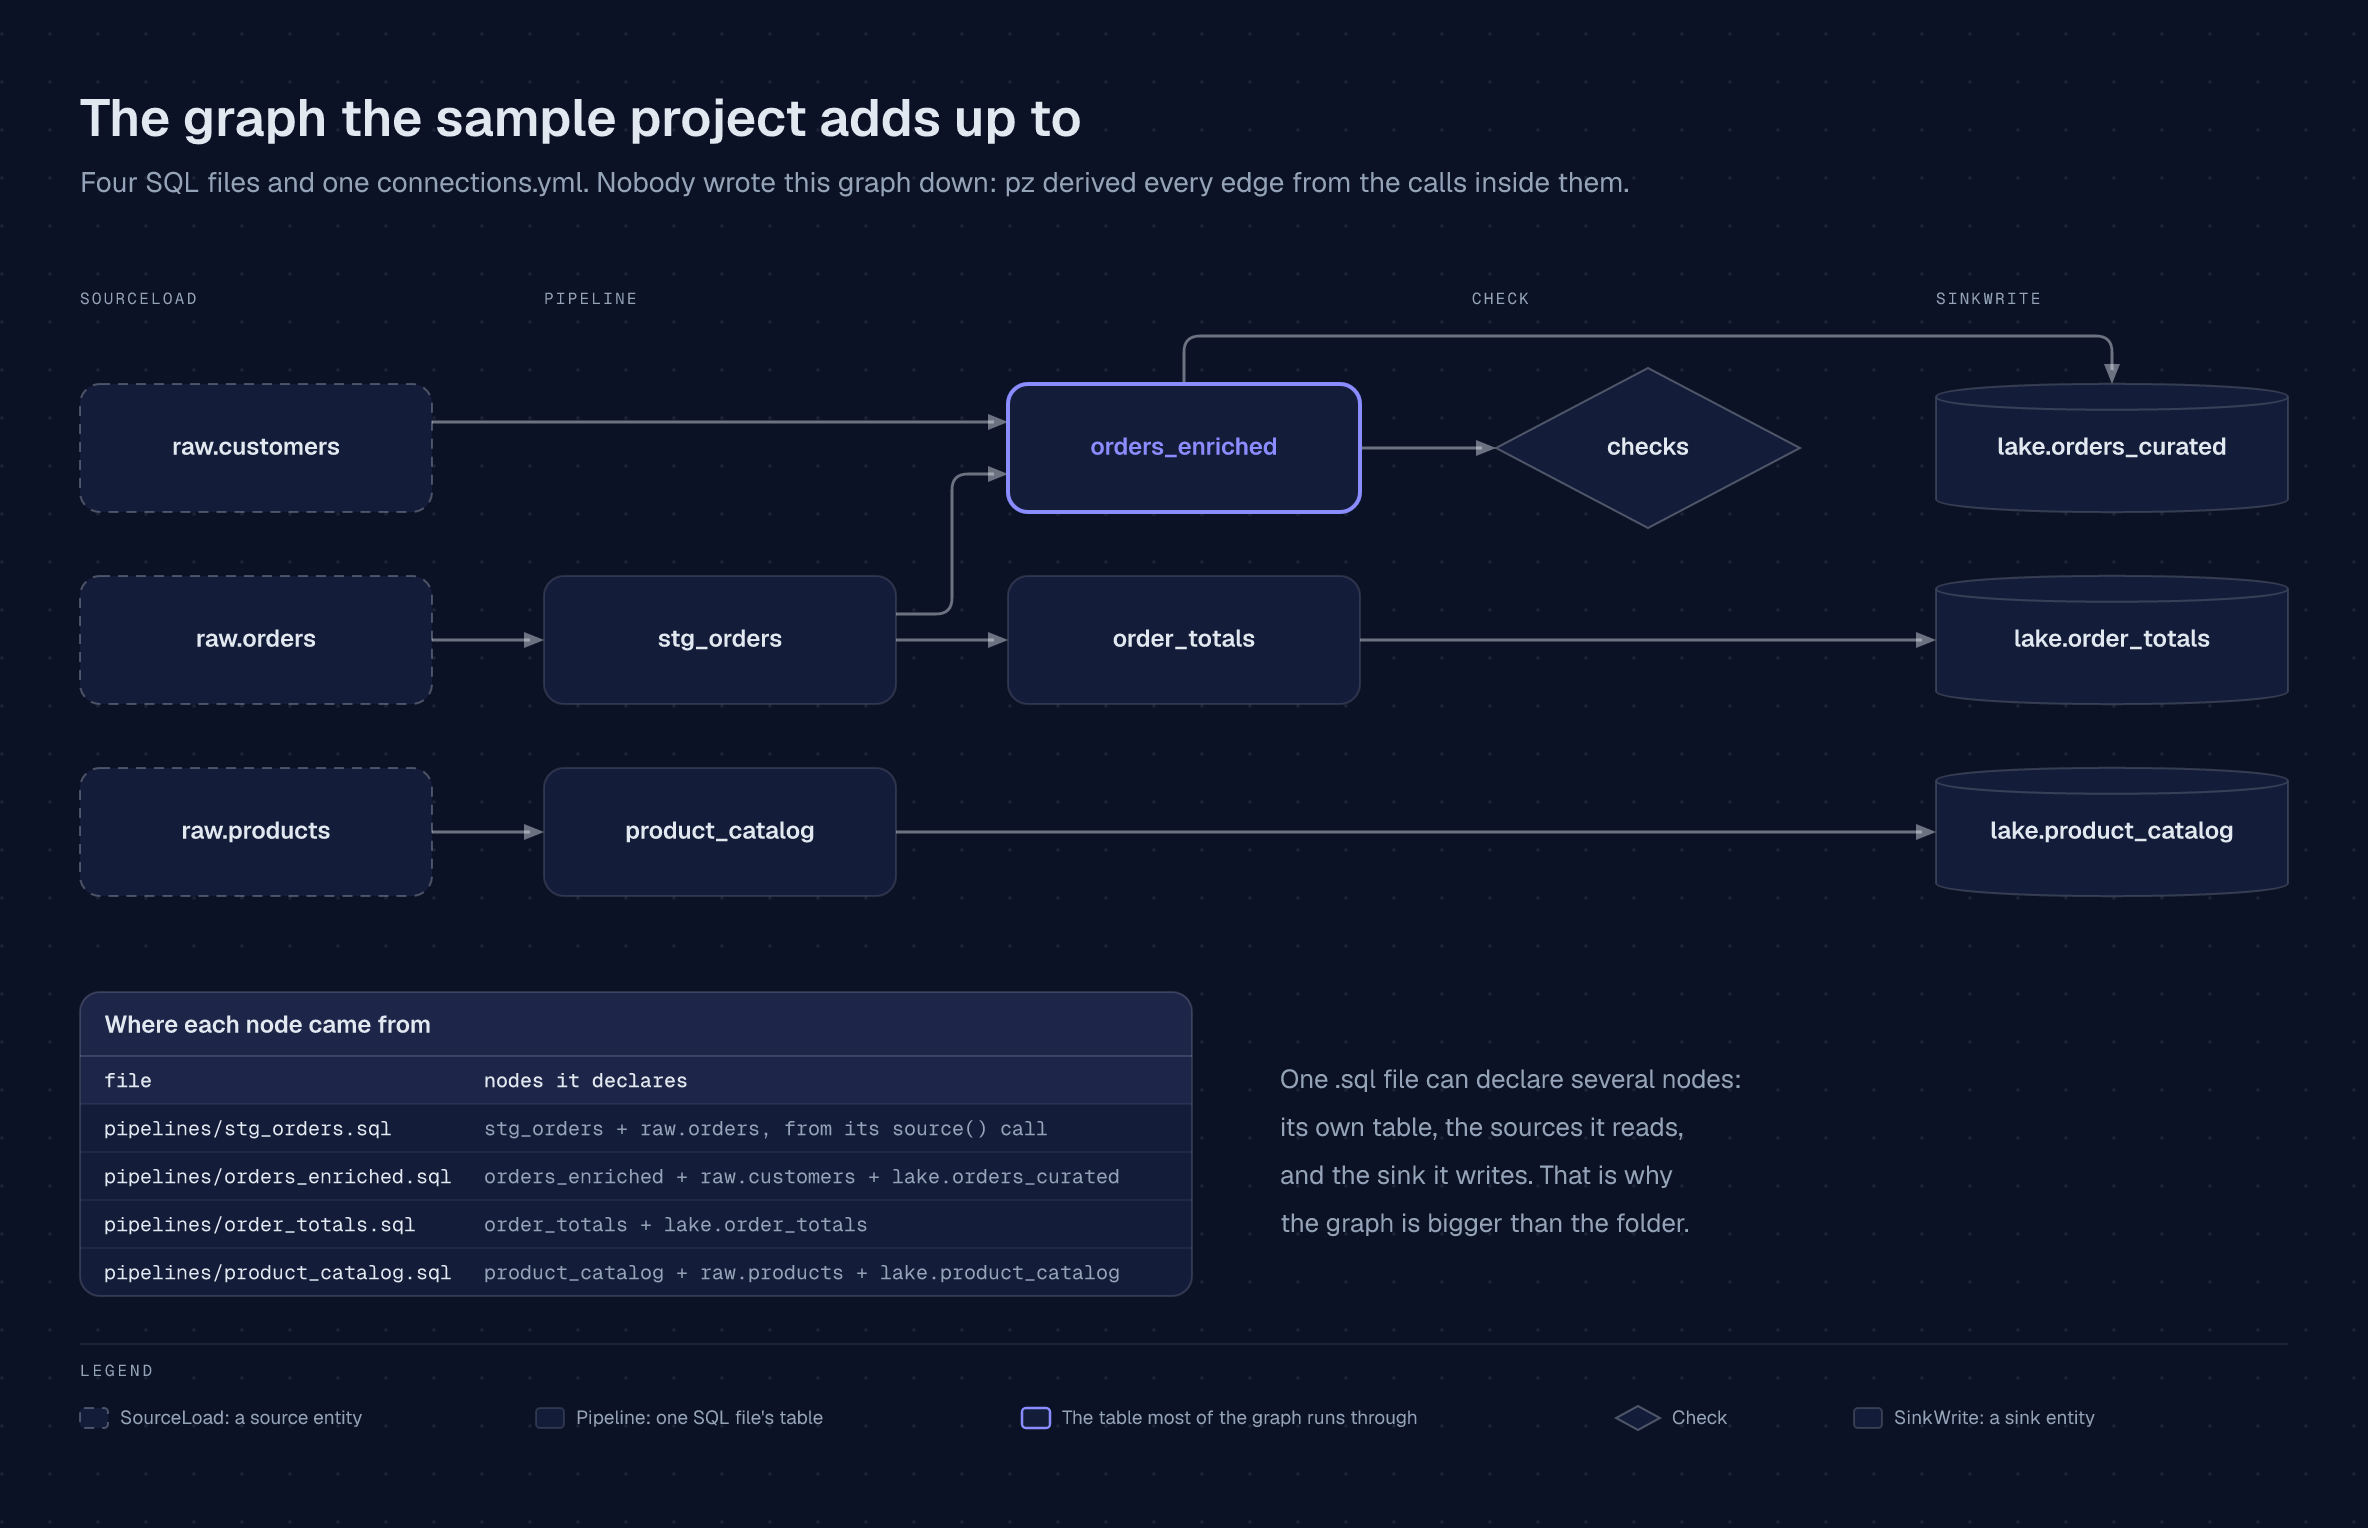 The graph the sample project adds up to
Four SQL files and one connections.yml. Nobody wrote this graph down: pz derived every edge from the calls inside them.
SOURCELOAD PIPELINE CHECK SINKWRITE
raw.customers orders_enriched checks lake.orders_curated
raw.orders stg_orders order_totals lake.order_totals
raw.products product_catalog lake.product_catalog
Where each node came from
file nodes it declares
pipelines/stg_orders.sql stg_orders + raw.orders, from its source() call
pipelines/orders_enriched.sql orders_enriched + raw.customers + lake.orders_curated
pipelines/order_totals.sql order_totals + lake.order_totals
pipelines/product_catalog.sql product_catalog + raw.products + lake.product_catalog
One .sql file can declare several nodes:
its own table, the sources it reads,
and the sink it writes. That is why
the graph is bigger than the folder.
LEGEND
SourceLoad: a source entity Pipeline: one SQL file's table The table most of the graph runs through Check SinkWrite: a sink entity